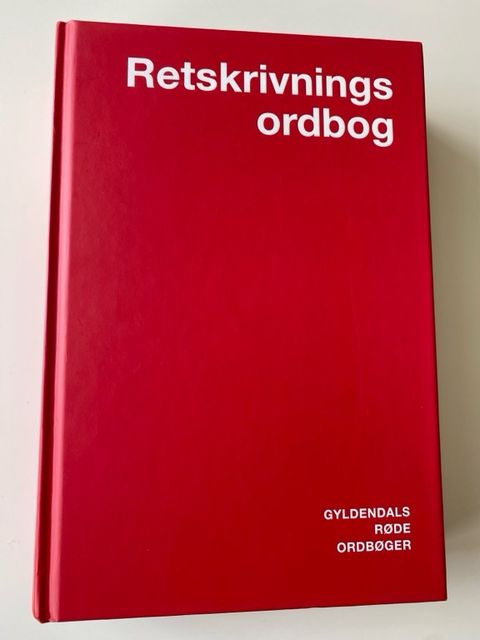 Retskrivnings
ordbog
GYLDENDALS
RØDE
ORDBØGER